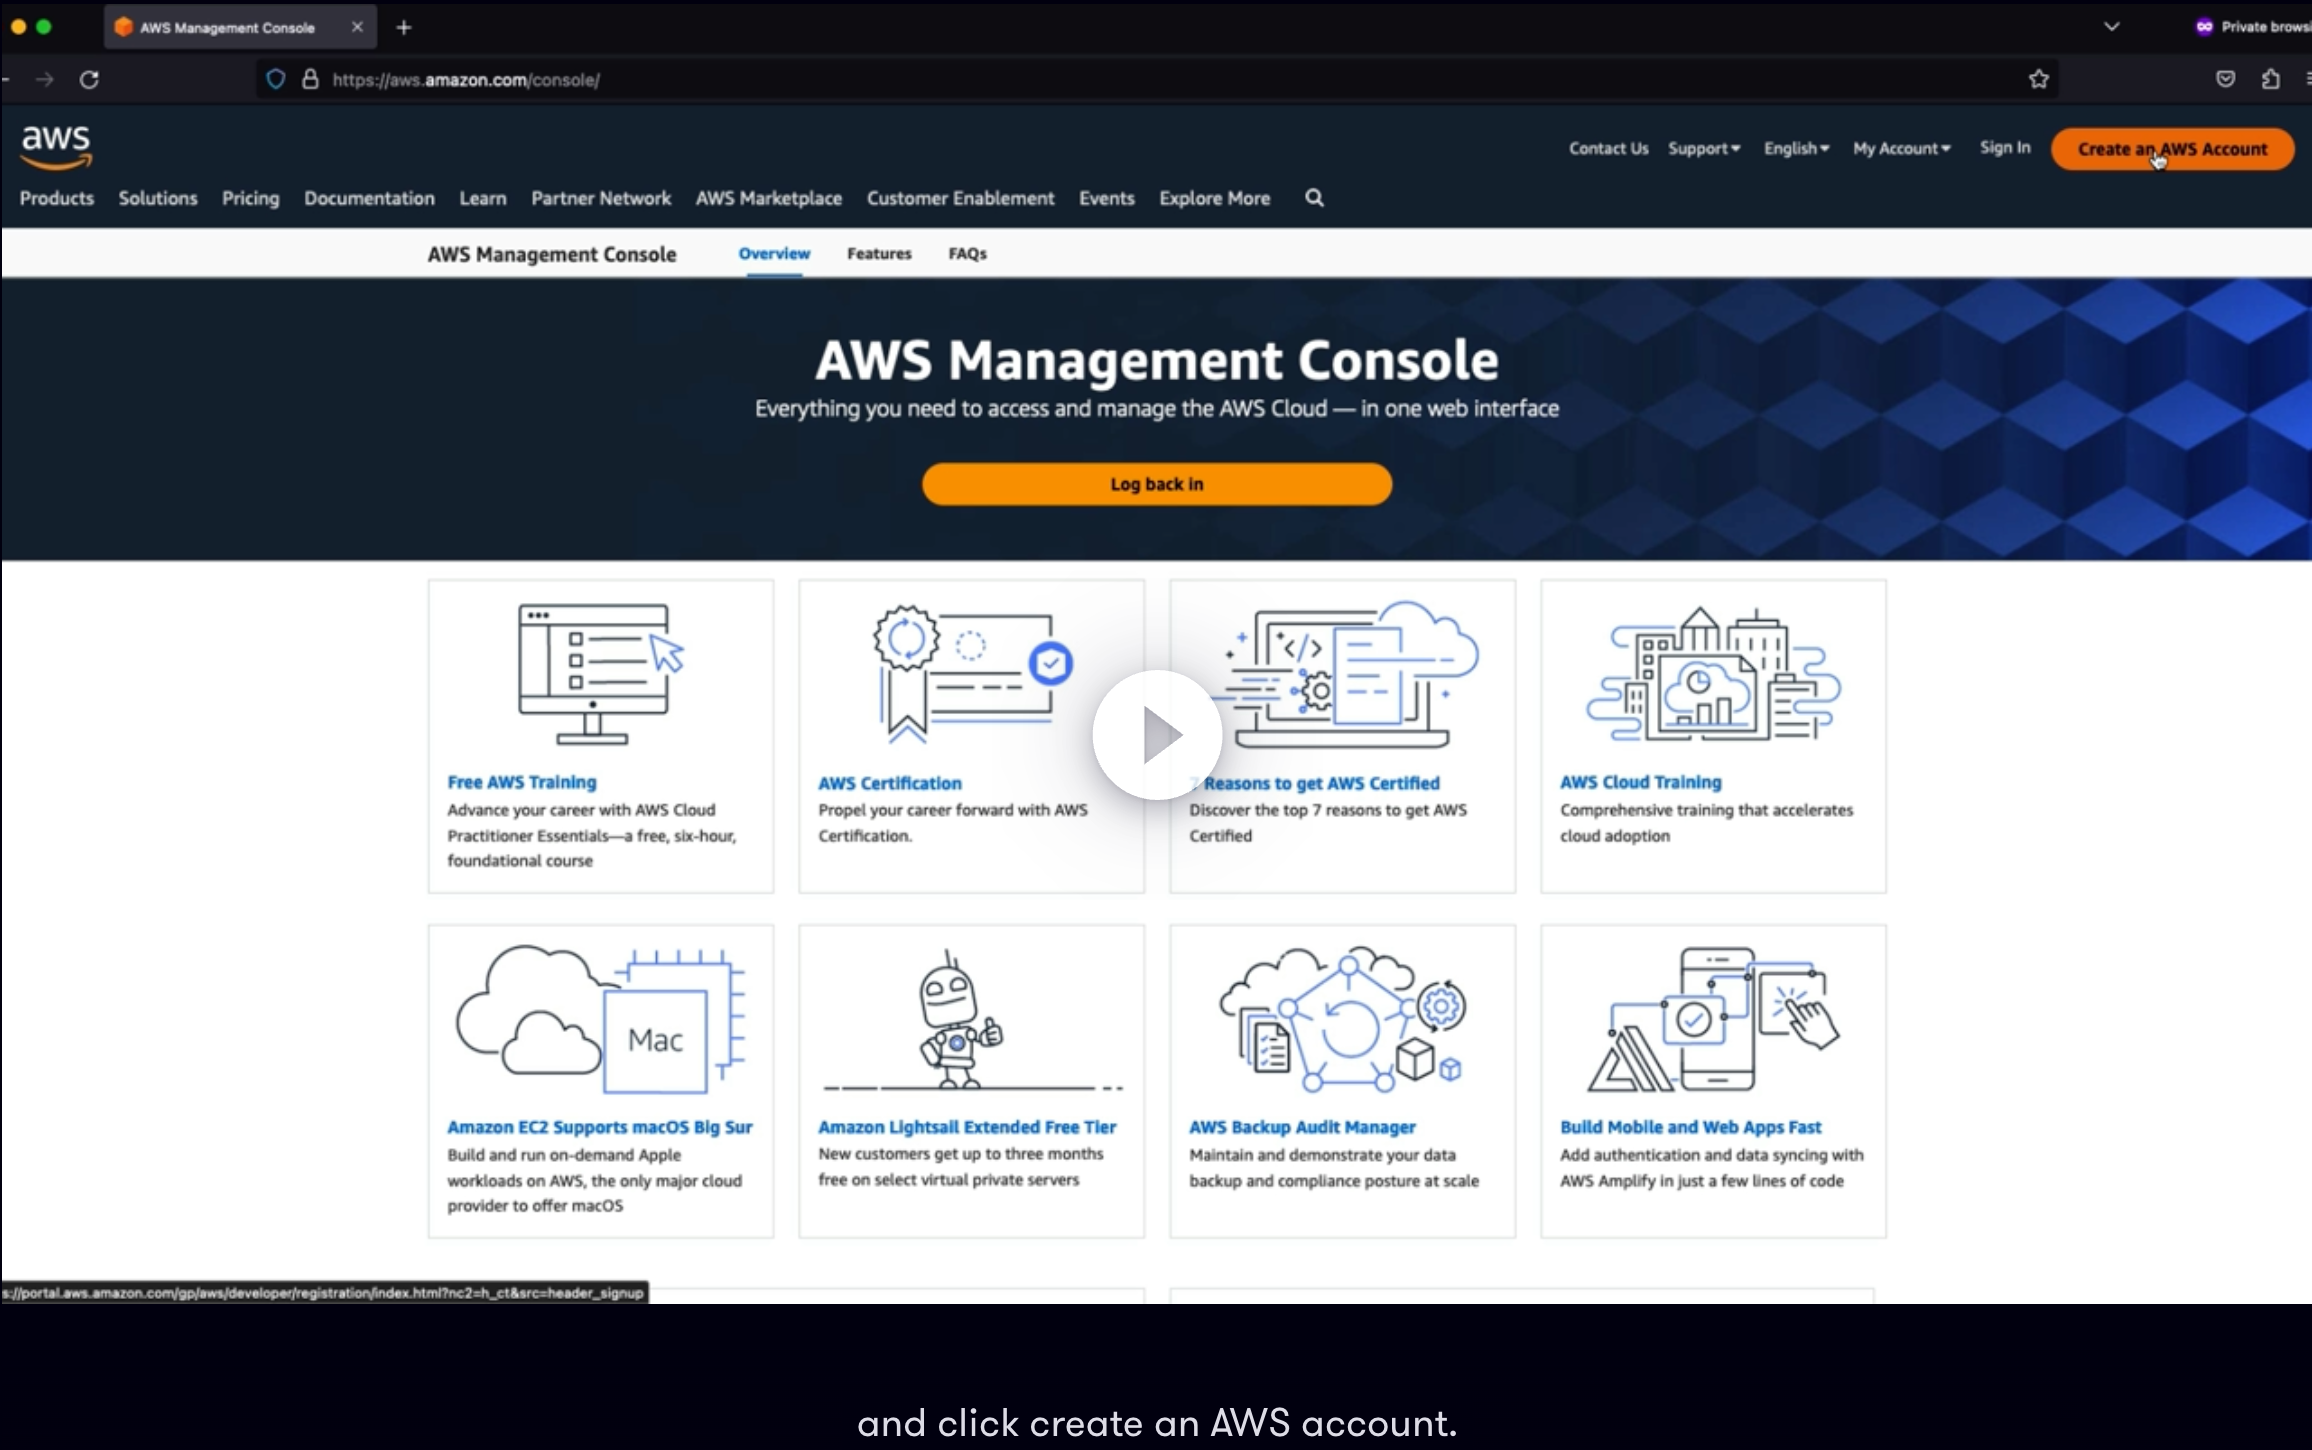 AWS Management Console
Private
https://aws.amazon.com/console/
aws
Contact Us Support English My Account Sign In Create an AWS Account
Products Solutions Pricing Documentation Learn Partner Network AWS Marketplace Customer Enablement Events Explore More
AWS Management Console Overview Features FAQs
AWS Management Console
Everything you need to access and manage the AWS Cloud — in one web interface
Log back in
Free AWS Training
Advance your career with AWS Cloud
Practitioner Essentials—a free, six-hour,
foundational course
AWS Certification
Propel your career forward with AWS
Certification.
7 Reasons to get AWS Certified
Discover the top 7 reasons to get AWS
Certified
AWS Cloud Training
Comprehensive training that accelerates
cloud adoption
Mac
Amazon EC2 Supports macOS Big Sur
Build and run on-demand Apple
workloads on AWS, the only major cloud
provider to offer macOS
Amazon Lightsail Extended Free Tier
New customers get up to three months
free on select virtual private servers
AWS Backup Audit Manager
Maintain and demonstrate your data
backup and compliance posture at scale
Build Mobile and Web Apps Fast
Add authentication and data syncing with
AWS Amplify in just a few lines of code
s://portal.aws.amazon.com/gp/aws/developer/registration/index.html?nc2=h_ct&src=header_signup
and click create an AWS account.